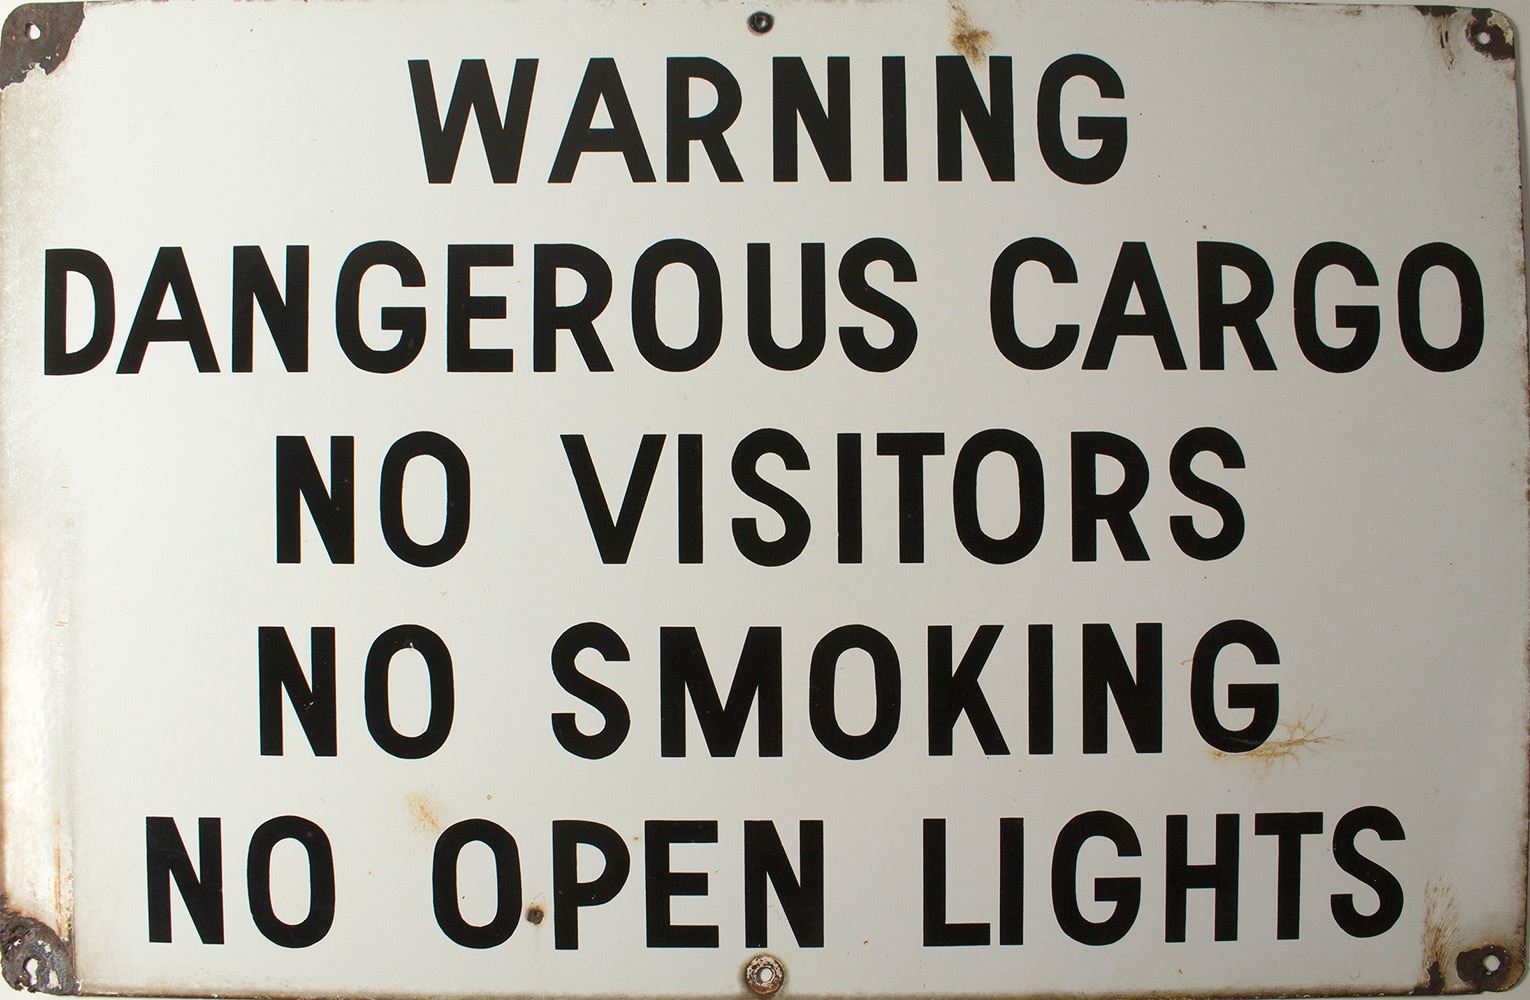 WARNING
DANGEROUS CARGO
NO VISITORS
NO SMOKING
NO OPEN LIGHTS